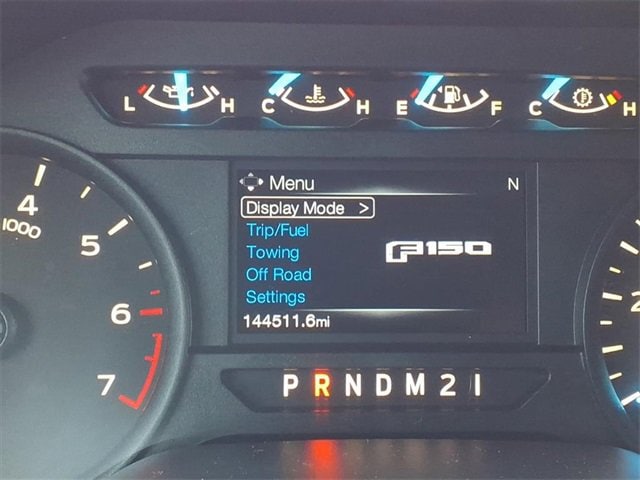 L H C H E F C H
Menu N
Display Mode >
Trip/Fuel
Towing
F150
Off Road
Settings
144511.6mi
4
1000
5
6
7
2
P R N D M 2 1